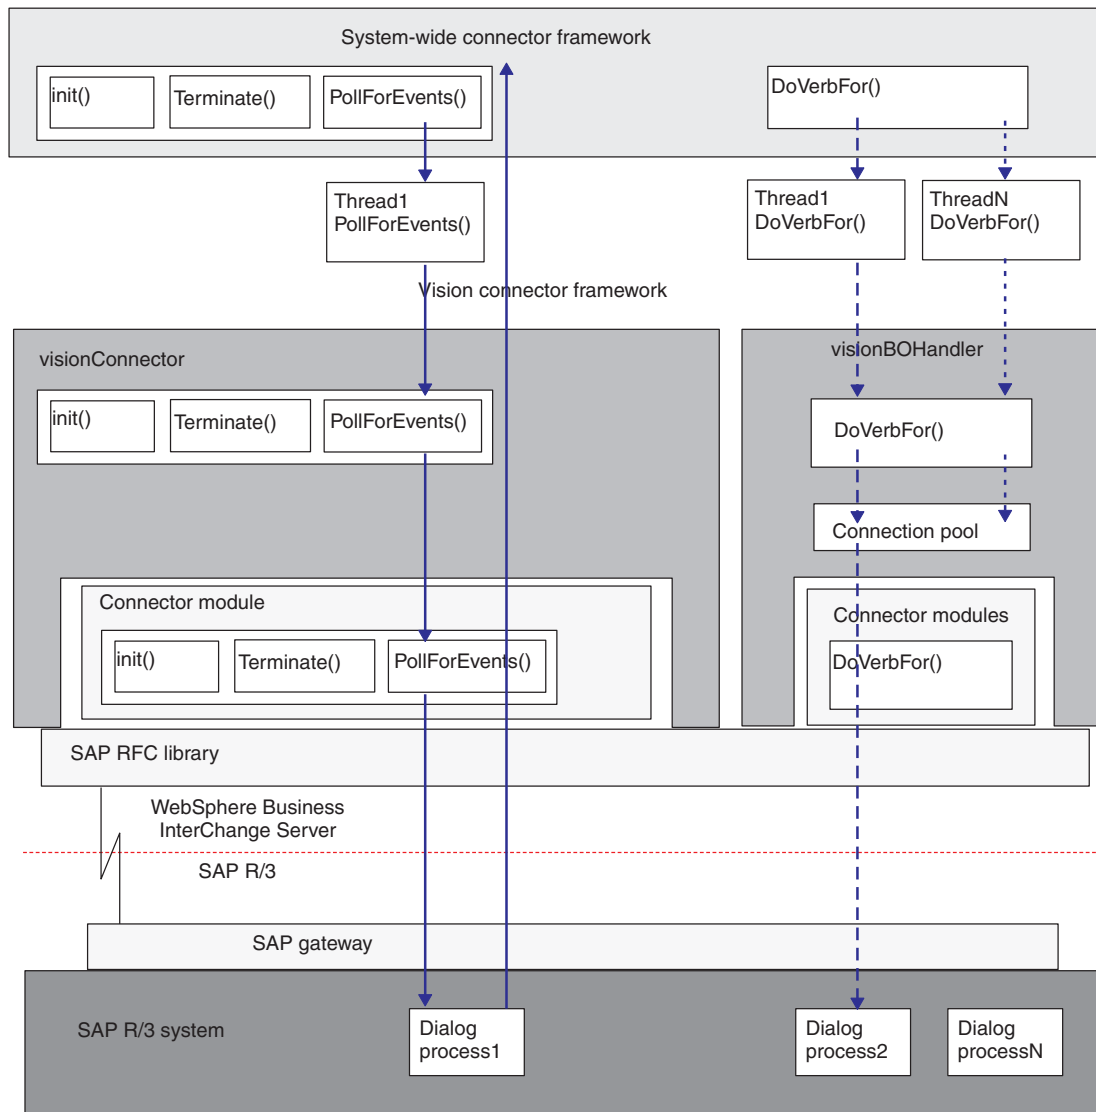 System-wide connector framework
init()
Terminate()
PollForEvents()
DoVerbFor()
Thread1
PollForEvents()
Thread1
DoVerbFor()
ThreadN
DoVerbFor()
Vision connector framework
visionConnector
visionBOHandler
init()
Terminate()
PollForEvents()
DoVerbFor()
Connection pool
Connector module
Connector modules
init()
Terminate()
PollForEvents()
DoVerbFor()
SAP RFC library
WebSphere Business
InterChange Server
SAP R/3
SAP gateway
SAP R/3 system
Dialog
process1
Dialog
process2
Dialog
processN